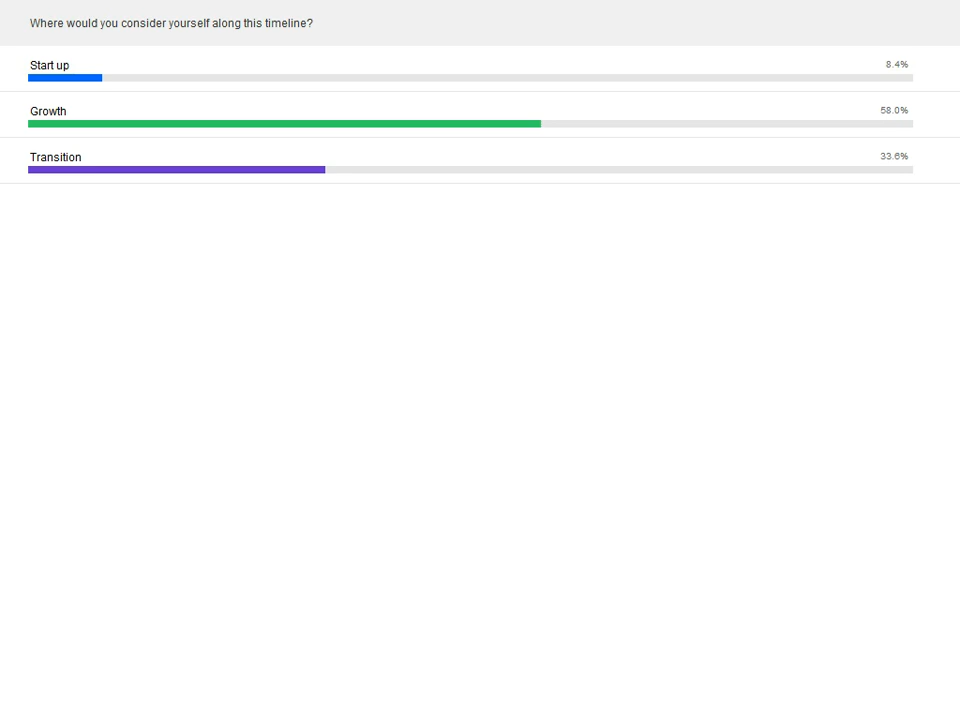 Where would you consider yourself along this timeline?
Start up 8.4%
Growth 58.0%
Transition 33.6%